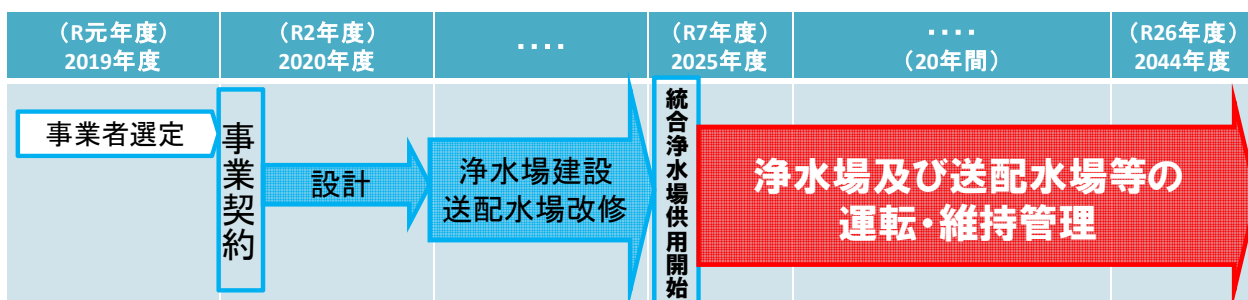 （R元年度）
2019年度
（R2年度）
2020年度
････
（R7年度）
2025年度
････
（20年間）
（R26年度）
2044年度
事業者選定
事業契約
設計
浄水場建設
送配水場改修
統合浄水場供用開始
浄水場及び送配水場等の
運転･維持管理